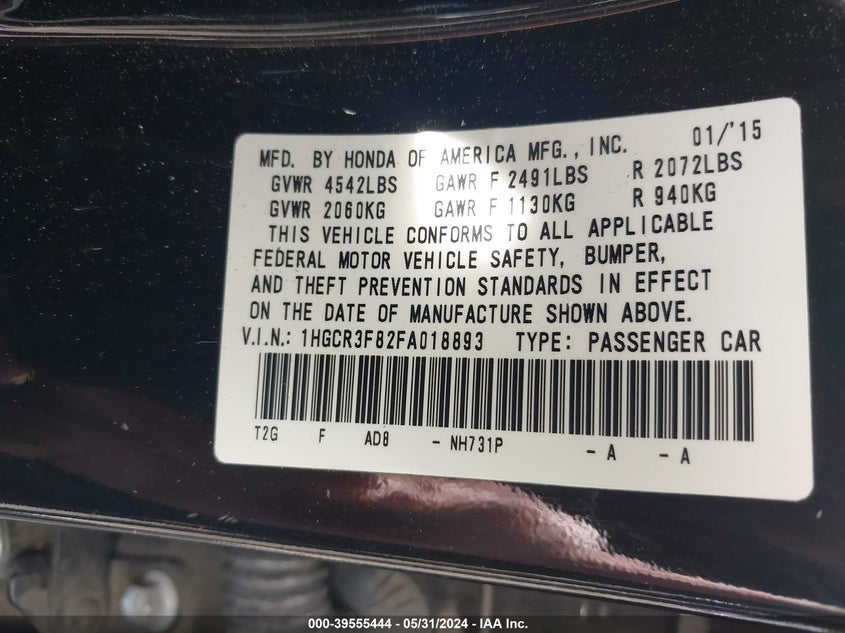 MFD. BY HONDA OF AMERICA MFG., INC. 01/'15
GVWR 4542LBS GAWR F 2491LBS R 2072LBS
GVWR 2060KG GAWR F 1130KG R 940KG
THIS VEHICLE CONFORMS TO ALL APPLICABLE
FEDERAL MOTOR VEHICLE SAFETY, BUMPER,
AND THEFT PREVENTION STANDARDS IN EFFECT
ON THE DATE OF MANUFACTURE SHOWN ABOVE.
V.I.N.: 1HGCR3F82FA018893 TYPE: PASSENGER CAR
T2G F AD8 - NH731P - A - A
000-39555444 - 05/31/2024 - IAA Inc.